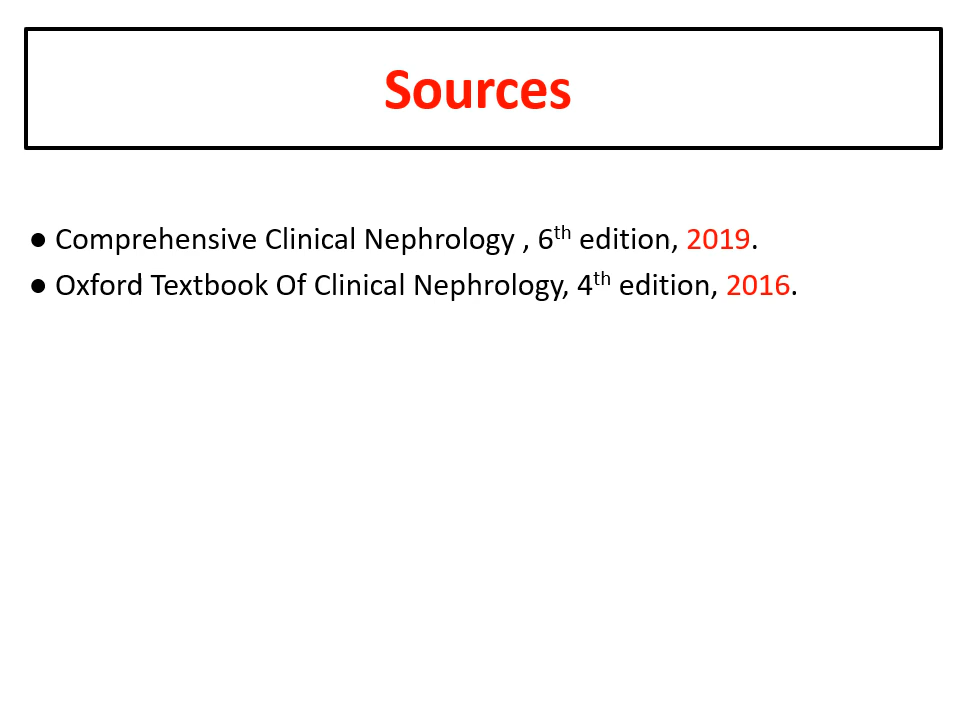 Sources
● Comprehensive Clinical Nephrology , 6th edition, 2019.
● Oxford Textbook Of Clinical Nephrology, 4th edition, 2016.